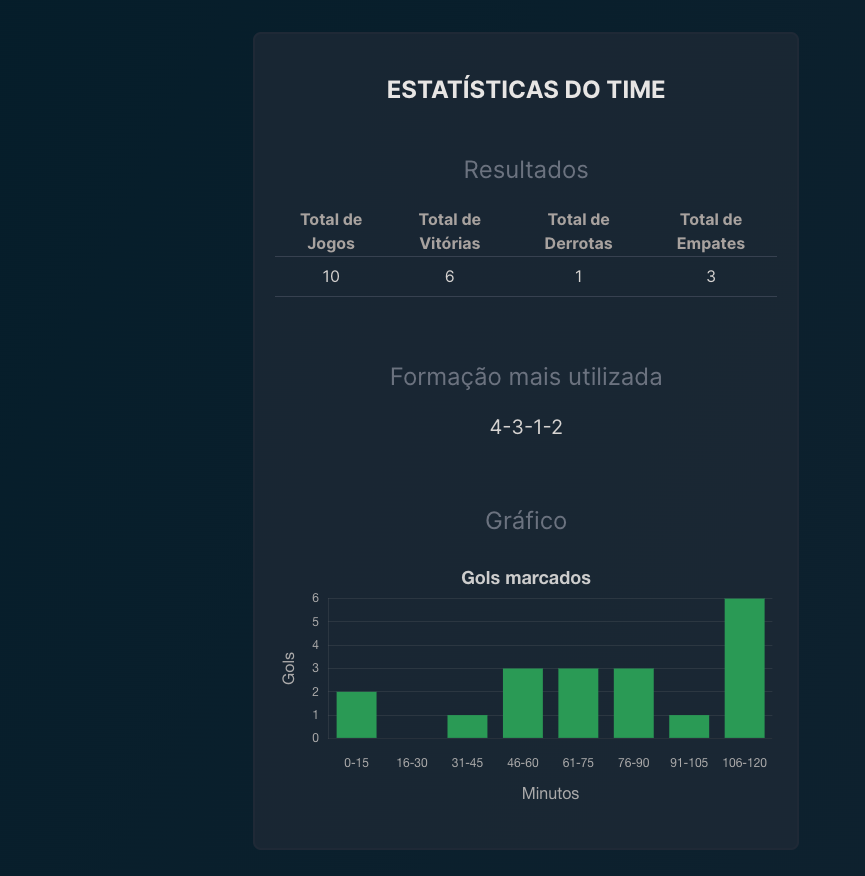 ESTATÍSTICAS DO TIME
Resultados
Total de Jogos Total de Vitórias Total de Derrotas Total de Empates
10 6 1 3
Formação mais utilizada
4-3-1-2
Gráfico
Gols marcados
Gols
6
5
4
3
2
1
0
0-15 16-30 31-45 46-60 61-75 76-90 91-105 106-120
Minutos